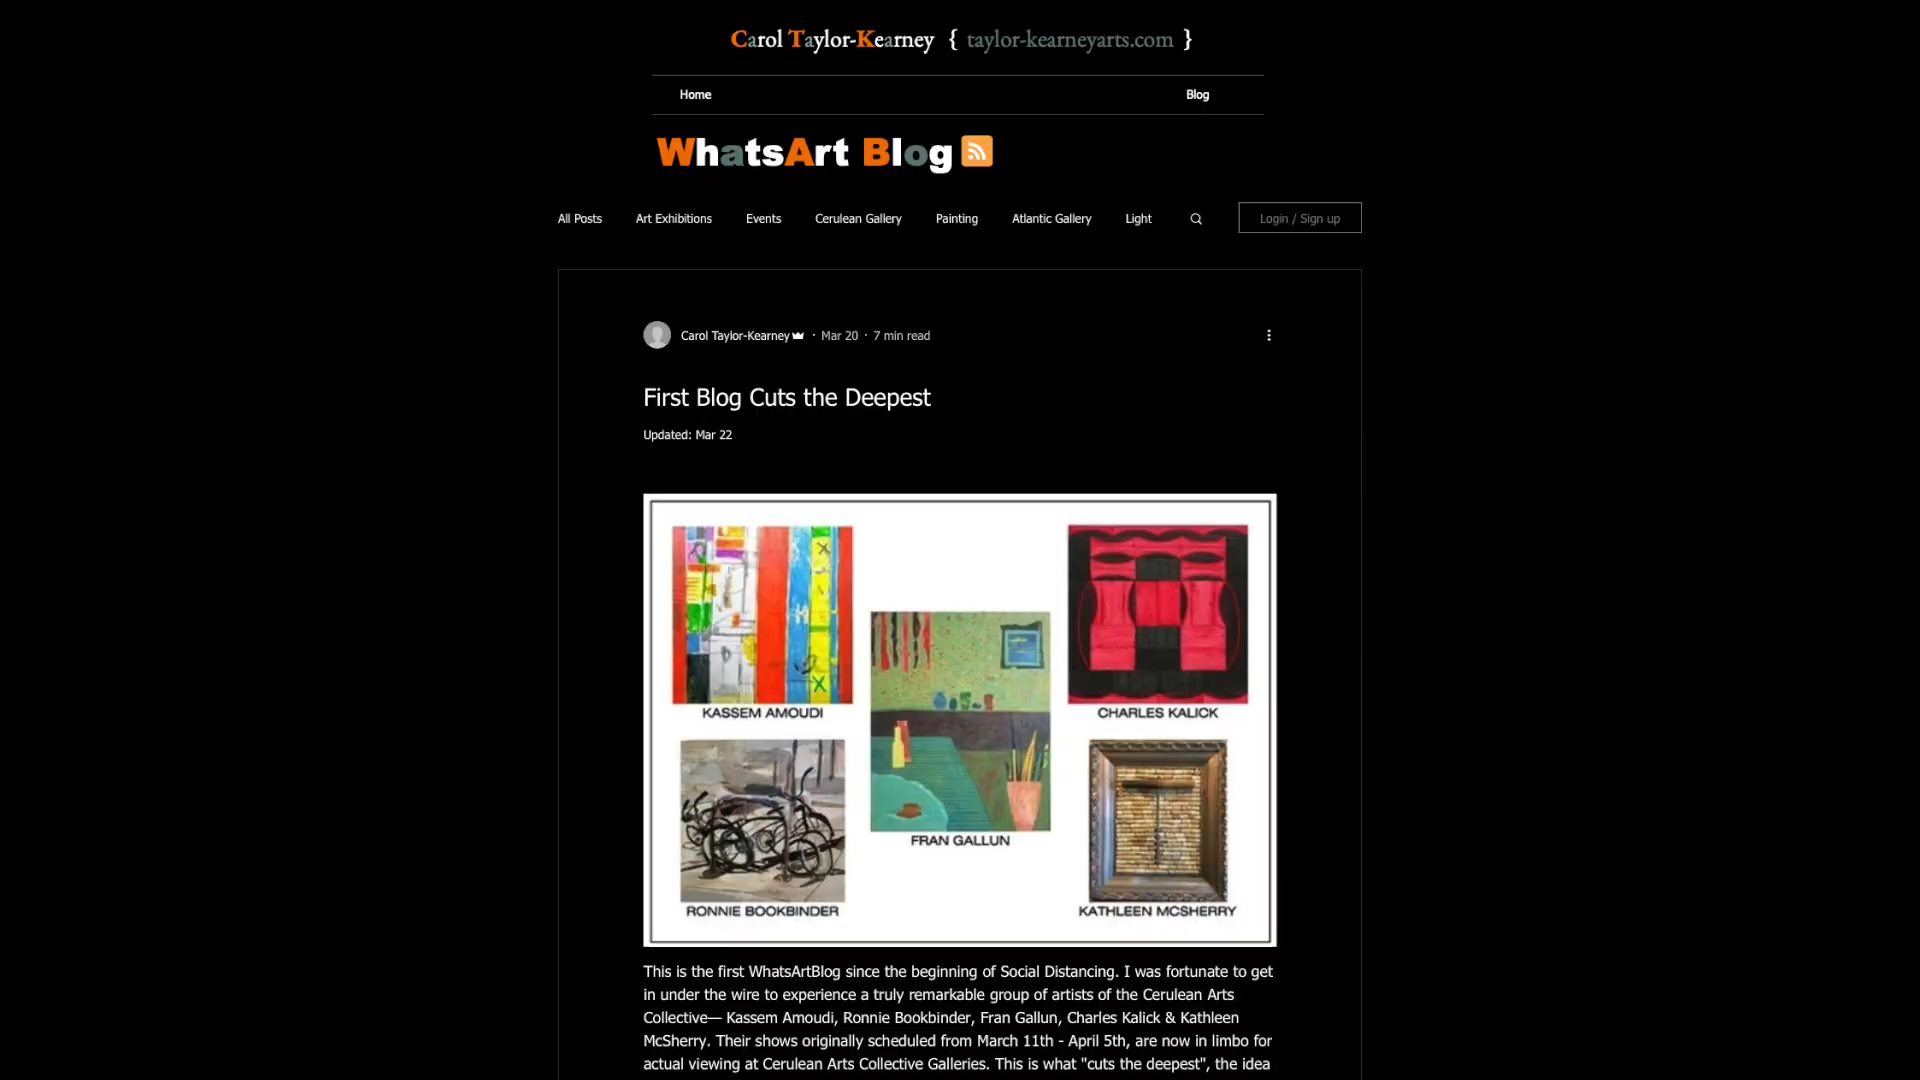 Carol Taylor-Kearney { taylor-kearneyarts.com }
Home Blog
WhatsArt Blog
All Posts Art Exhibitions Events Cerulean Gallery Painting Atlantic Gallery Light Login / Sign up
Carol Taylor-Kearney · Mar 20 · 7 min read
First Blog Cuts the Deepest
Updated: Mar 22
KASSEM AMOUDI
CHARLES KALICK
FRAN GALLUN
RONNIE BOOKBINDER
KATHLEEN MCSHERRY
This is the first WhatsArtBlog since the beginning of Social Distancing. I was fortunate to get
in under the wire to experience a truly remarkable group of artists of the Cerulean Arts
Collective— Kassem Amoudi, Ronnie Bookbinder, Fran Gallun, Charles Kalick & Kathleen
McSherry. Their shows originally scheduled from March 11th - April 5th, are now in limbo for
actual viewing at Cerulean Arts Collective Galleries. This is what "cuts the deepest", the idea